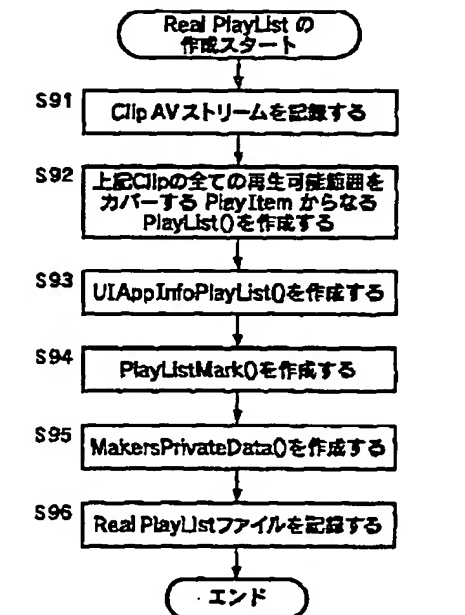 Real PlayList の
作成スタート
S91
Clip AVストリームを記録する
S92
上記Clipの全ての再生可能範囲を
カバーする PlayItem からなる
PlayList()を作成する
S93
UIAppInfoPlayList()を作成する
S94
PlayListMark()を作成する
S95
MakersPrivateData()を作成する
S96
Real PlayListファイルを記録する
エンド